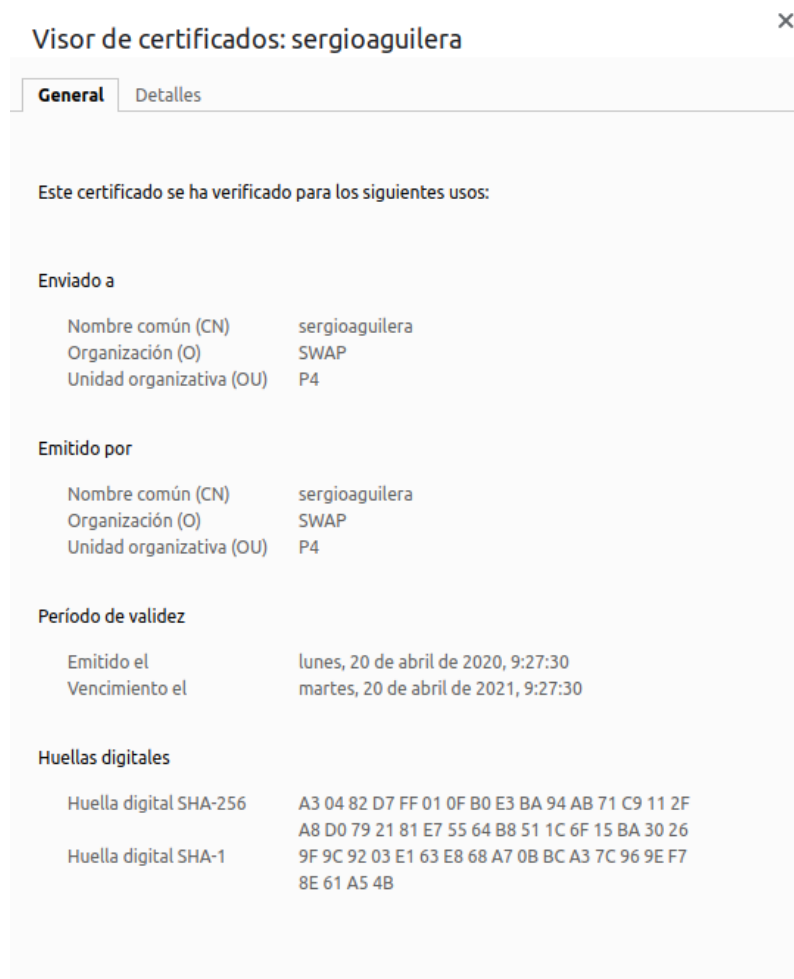 Visor de certificados: sergioaguilera
General Detalles
Este certificado se ha verificado para los siguientes usos:
Enviado a
Nombre común (CN) sergioaguilera
Organización (O) SWAP
Unidad organizativa (OU) P4
Emitido por
Nombre común (CN) sergioaguilera
Organización (O) SWAP
Unidad organizativa (OU) P4
Período de validez
Emitido el lunes, 20 de abril de 2020, 9:27:30
Vencimiento el martes, 20 de abril de 2021, 9:27:30
Huellas digitales
Huella digital SHA-256 A3 04 82 D7 FF 01 0F B0 E3 BA 94 AB 71 C9 11 2F
A8 D0 79 21 81 E7 55 64 B8 51 1C 6F 15 BA 30 26
Huella digital SHA-1 9F 9C 92 03 E1 63 E8 68 A7 0B BC A3 7C 96 9E F7
8E 61 A5 4B